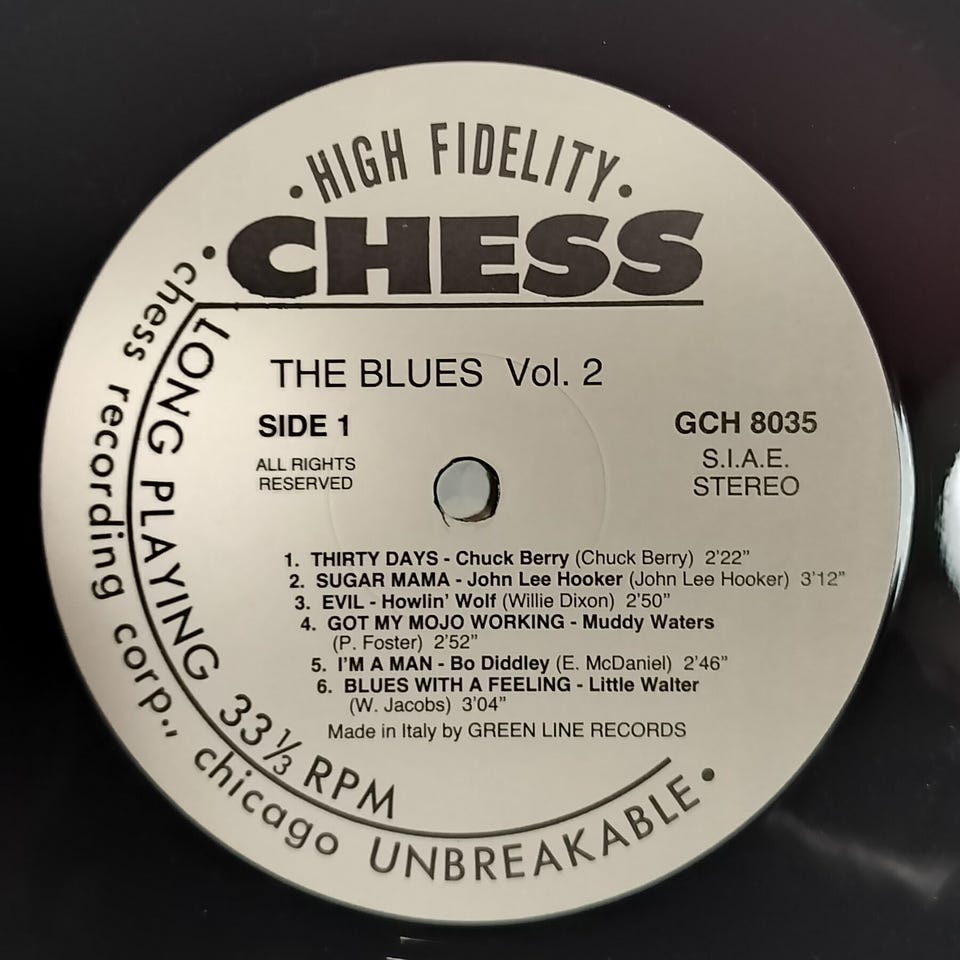 • HIGH FIDELITY •
CHESS
• chess recording corp., chicago UNBREAKABLE •
LONG PLAYING 33⅓ RPM
THE BLUES Vol. 2
SIDE 1
ALL RIGHTS
RESERVED
GCH 8035
S.I.A.E.
STEREO
1. THIRTY DAYS - Chuck Berry (Chuck Berry) 2'22"
2. SUGAR MAMA - John Lee Hooker (John Lee Hooker) 3'12"
3. EVIL - Howlin' Wolf (Willie Dixon) 2'50"
4. GOT MY MOJO WORKING - Muddy Waters
(P. Foster) 2'52"
5. I'M A MAN - Bo Diddley (E. McDaniel) 2'46"
6. BLUES WITH A FEELING - Little Walter
(W. Jacobs) 3'04"
Made in Italy by GREEN LINE RECORDS